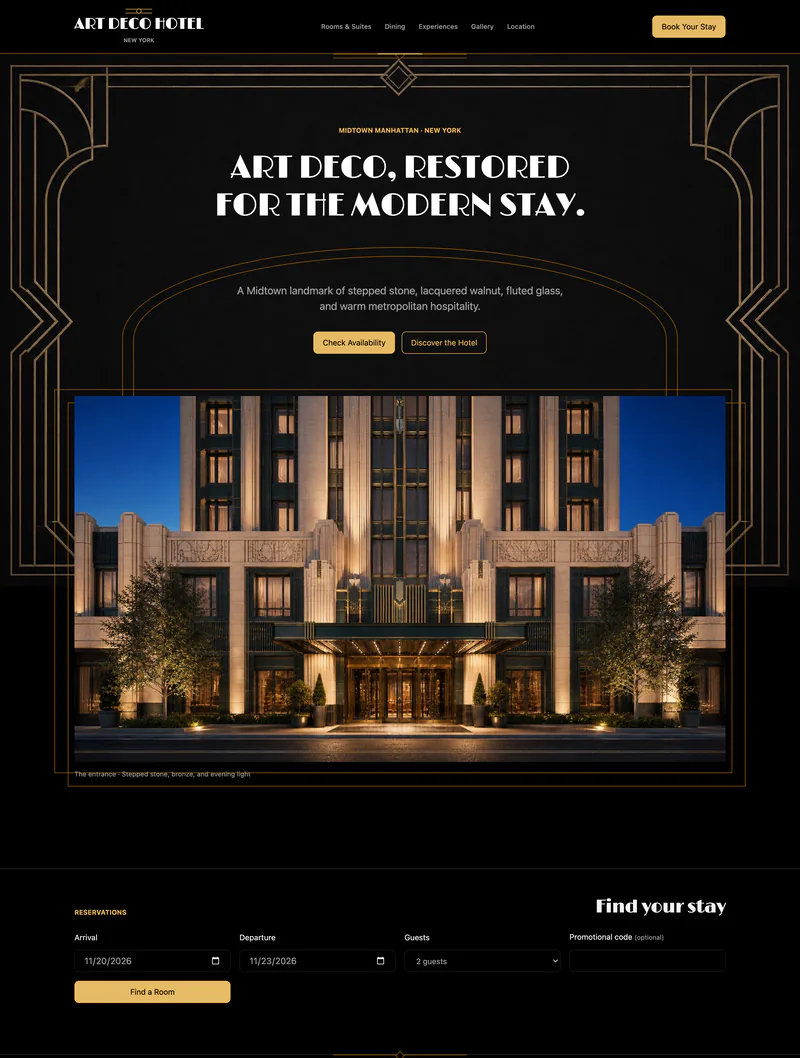 ART DECO HOTEL
NEW YORK
Rooms & Suites
Dining
Experiences
Gallery
Location
Book Your Stay
MIDTOWN MANHATTAN · NEW YORK
ART DECO, RESTORED
FOR THE MODERN STAY.
A Midtown landmark of stepped stone, lacquered walnut, fluted glass,
and warm metropolitan hospitality.
Check Availability
Discover the Hotel
The entrance · Stepped stone, bronze, and evening light
RESERVATIONS
Find your stay
Arrival
Departure
Guests
Promotional code (optional)
11/20/2026
11/23/2026
2 guests
Find a Room